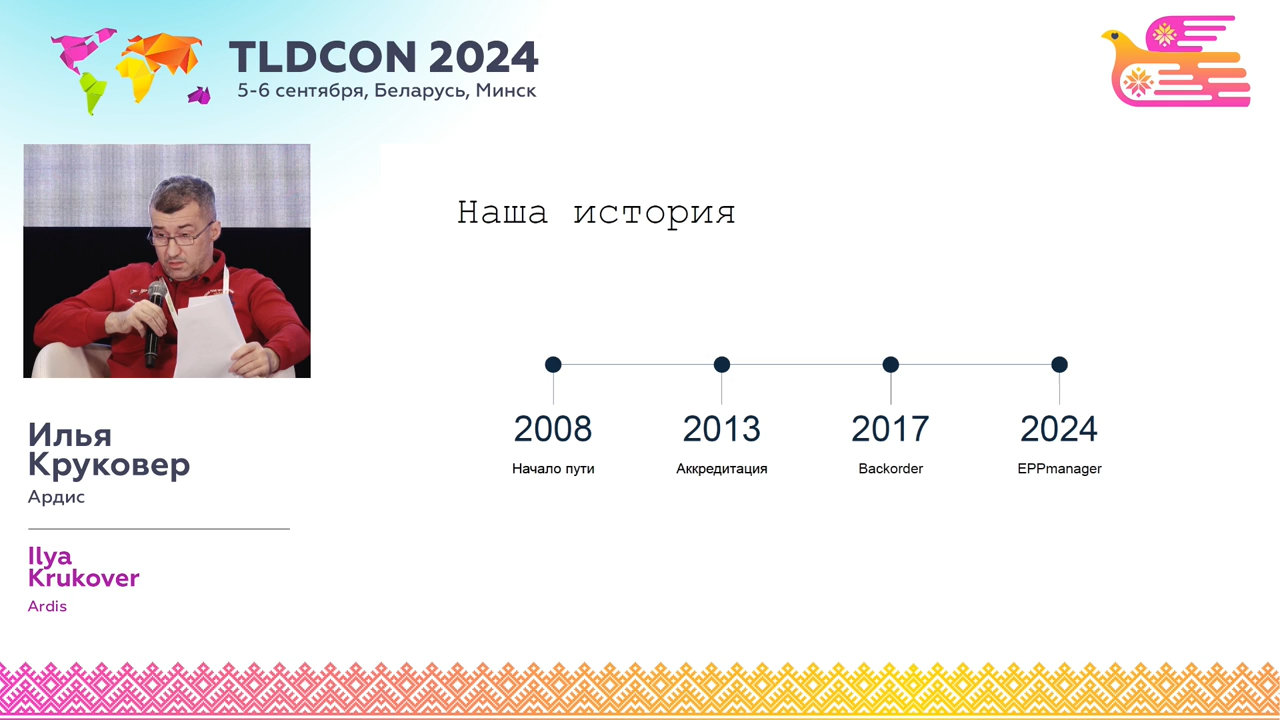 TLDCON 2024
5-6 сентября, Беларусь, Минск
Наша история
2008
2013
2017
2024
Начало пути
Аккредитация
Backorder
EPPmanager
Илья
Круковер
Ардис
Ilya
Krukover
Ardis